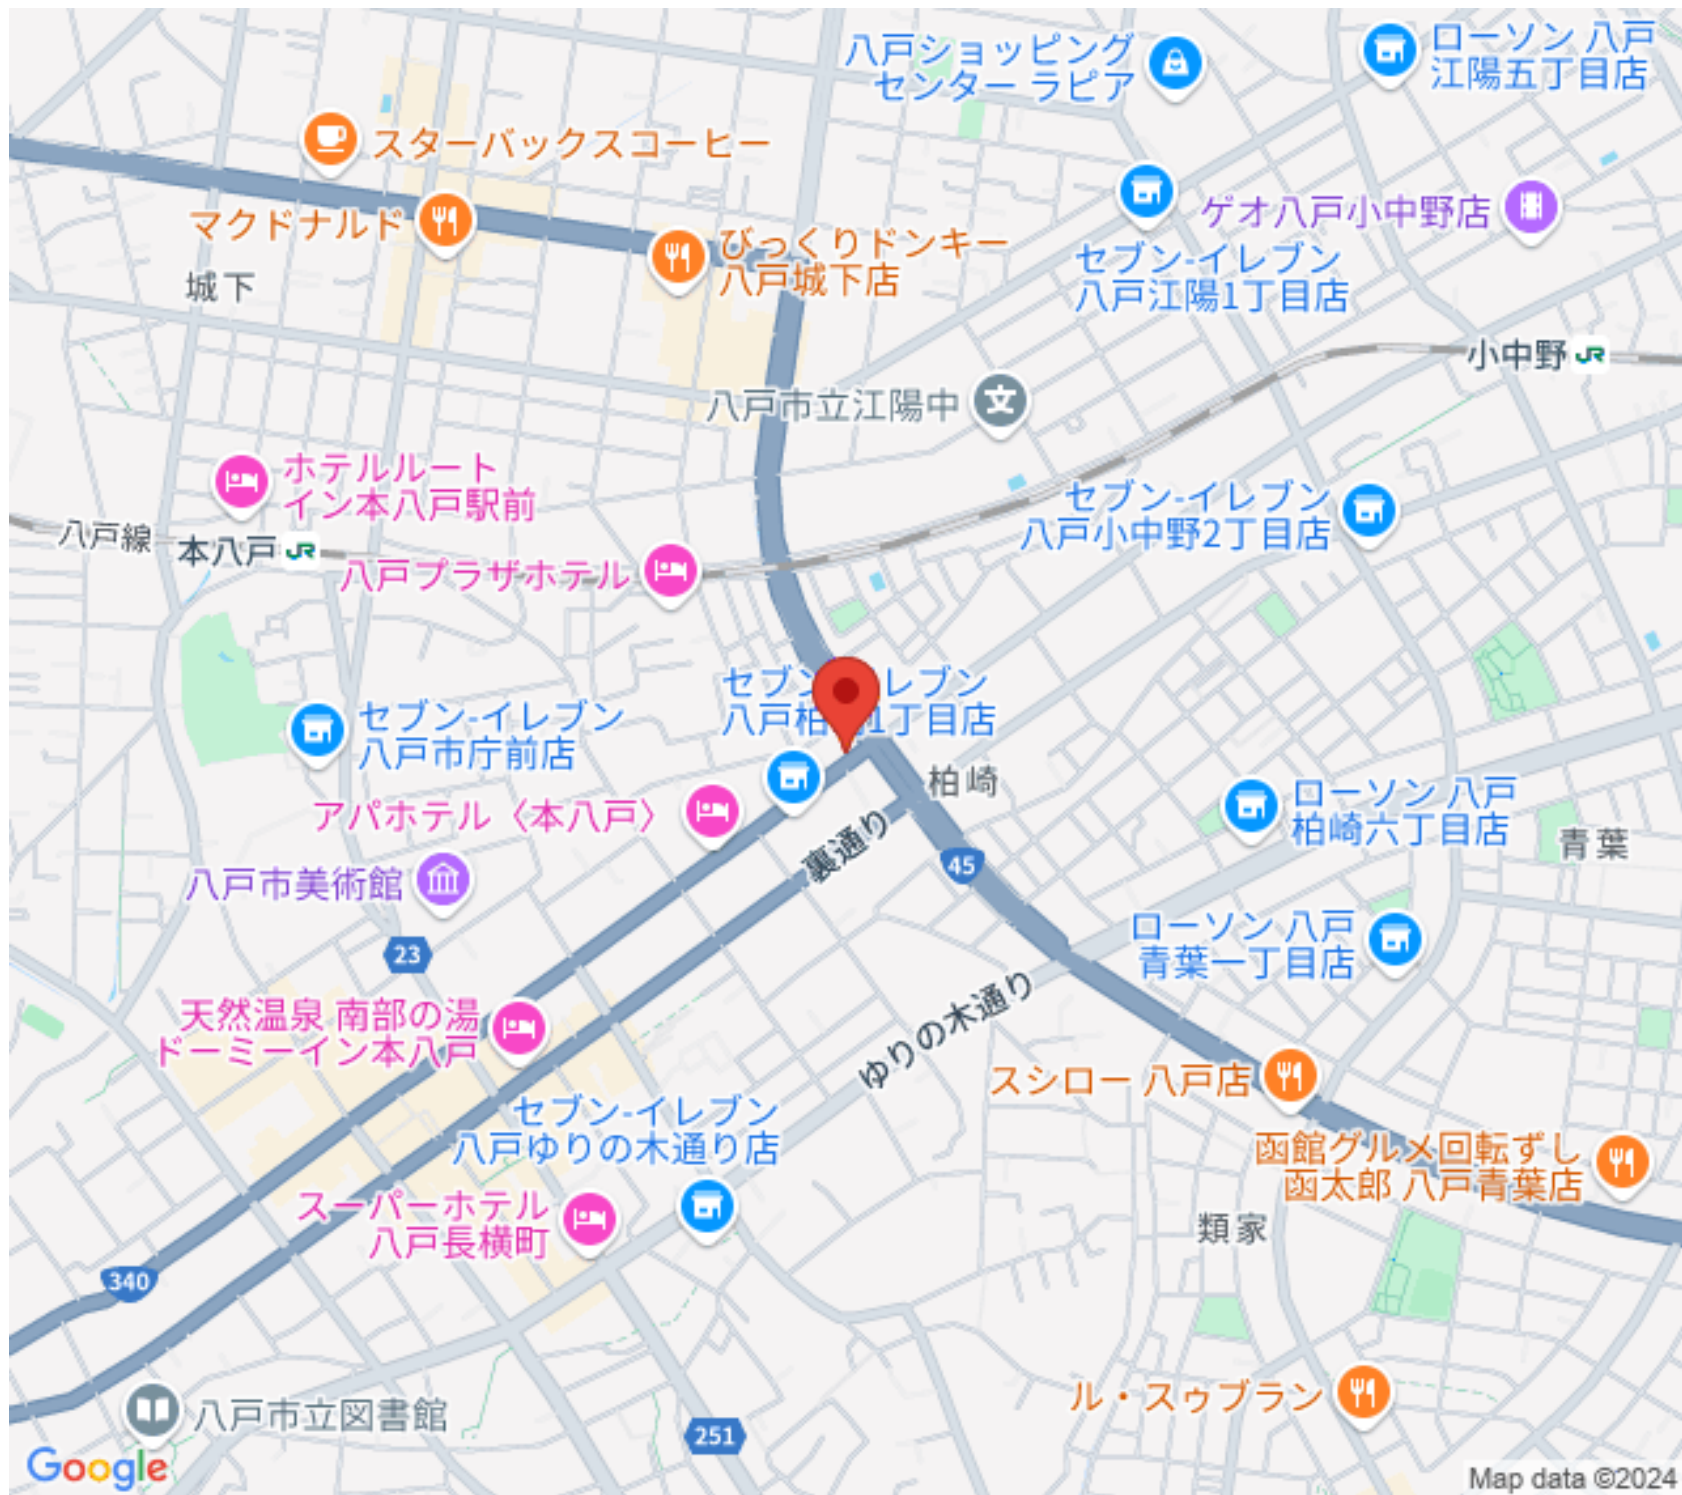 八戸ショッピング
センター ラピア
ローソン 八戸
江陽五丁目店
スターバックスコーヒー
マクドナルド
びっくりドンキー
八戸城下店
ゲオ八戸小中野店
セブン-イレブン
八戸江陽1丁目店
城下
小中野
JR
八戸市立江陽中
文
ホテルルート
イン本八戸駅前
セブン-イレブン
八戸小中野2丁目店
八戸線
本八戸
JR
八戸プラザホテル
セブン レブン
八戸柏 1丁目店
セブン-イレブン
八戸市庁前店
柏崎
アパホテル〈本八戸〉
ローソン 八戸
柏崎六丁目店
裏通り
青葉
45
八戸市美術館
ローソン 八戸
青葉一丁目店
23
ゆりの木通り
天然温泉 南部の湯
ドーミーイン本八戸
スシロー 八戸店
セブン-イレブン
八戸ゆりの木通り店
函館グルメ回転ずし
函太郎 八戸青葉店
スーパーホテル
八戸長横町
類家
340
ル・スゥブラン
八戸市立図書館
251
Google
Map data ©2024